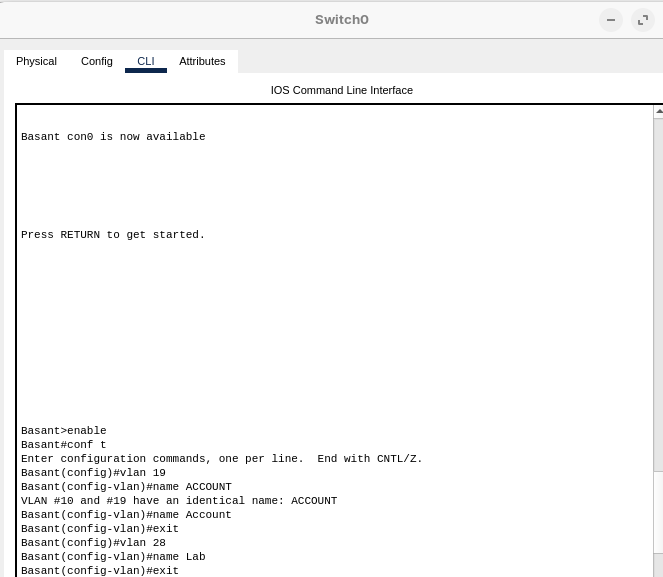 Switch0
Physical Config CLI Attributes
IOS Command Line Interface
Basant con0 is now available
Press RETURN to get started.
Basant>enable
Basant#conf t
Enter configuration commands, one per line.  End with CNTL/Z.
Basant(config)#vlan 19
Basant(config-vlan)#name ACCOUNT
VLAN #10 and #19 have an identical name: ACCOUNT
Basant(config-vlan)#name Account
Basant(config-vlan)#exit
Basant(config)#vlan 28
Basant(config-vlan)#name Lab
Basant(config-vlan)#exit